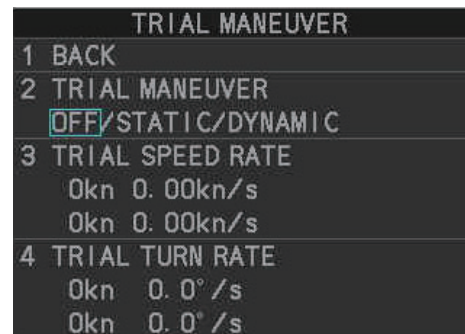 TRIAL MANEUVER
1 BACK
2 TRIAL MANEUVER
OFF/STATIC/DYNAMIC
3 TRIAL SPEED RATE
0kn 0.00kn/s
0kn 0.00kn/s
4 TRIAL TURN RATE
0kn 0.0°/s
0kn 0.0°/s